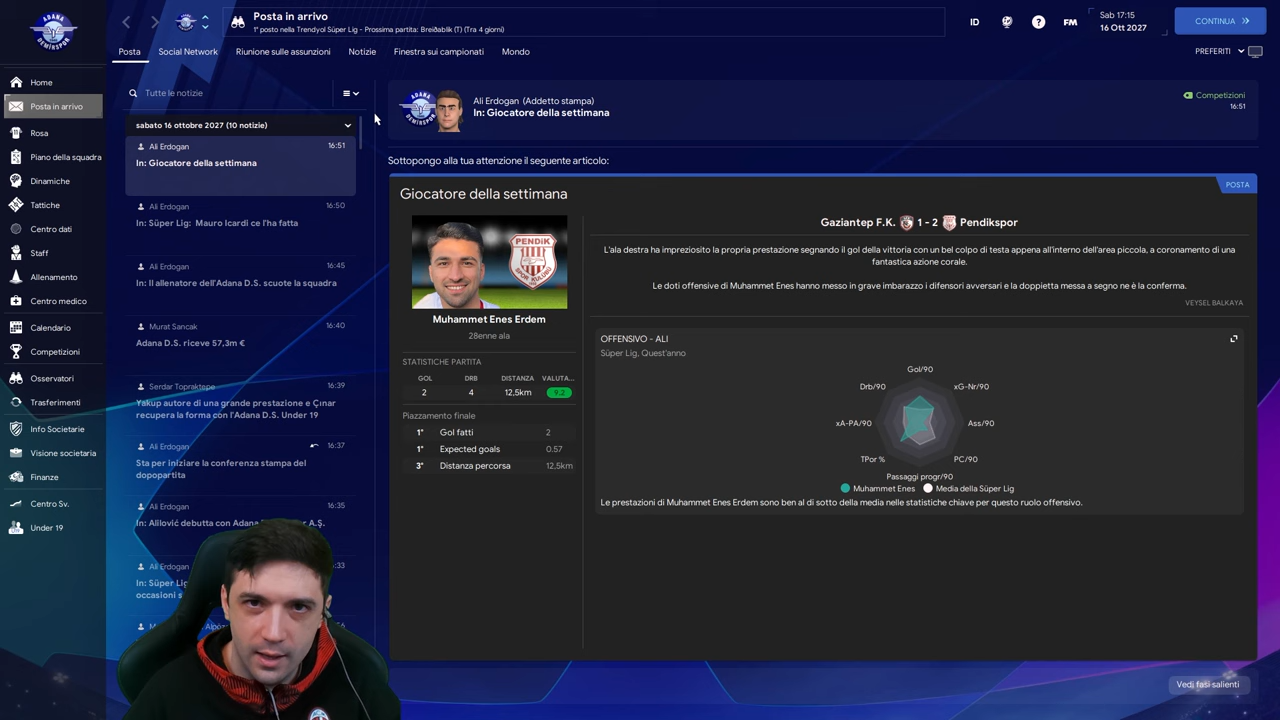 Posta in arrivo
1° posto nella Trendyol Süper Lig - Prossima partita: Breiðablik (T) (Tra 4 giorni)
ID
FM
Sab 17:15
16 Ott 2027
CONTINUA
Posta
Social Network
Riunione sulle assunzioni
Notizie
Finestra sui campionati
Mondo
PREFERITI
Home
Posta in arrivo
Rosa
Piano della squadra
Dinamiche
Tattiche
Centro dati
Staff
Allenamento
Centro medico
Calendario
Competizioni
Osservatori
Trasferimenti
Info Societarie
Visione societaria
Finanze
Centro Sv.
Under 19
Tutte le notizie
sabato 16 ottobre 2027 (10 notizie)
Ali Erdogan 16:51
In: Giocatore della settimana
Ali Erdogan 16:50
In: Süper Lig: Mauro Icardi ce l'ha fatta
Ali Erdogan 16:45
In: Il allenatore dell'Adana D.S. scuote la squadra
Murat Sancak 16:40
Adana D.S. riceve 57,3m €
Serdar Topraktepe 16:39
Yakup autore di una grande prestazione e Çınar
recupera la forma con l'Adana D.S. Under 19
Ali Erdogan 16:37
Sta per iniziare la conferenza stampa del
dopopartita
Ali Erdogan 16:35
In: Alilović debutta con Adana A.Ş.
Ali Erdogan
In: Süper Lig
occasioni s
Ali Erdogan (Addetto stampa)
In: Giocatore della settimana
Competizioni
16:51
Sottopongo alla tua attenzione il seguente articolo:
POSTA
Giocatore della settimana
PENDİK
Muhammet Enes Erdem
28enne ala
STATISTICHE PARTITA
GOL DRB DISTANZA VALUTA...
2 4 12,5km 9.2
Piazzamento finale
1° Gol fatti 2
1° Expected goals 0.57
3° Distanza percorsa 12,5km
Gaziantep F.K. 1 - 2 Pendikspor
L'ala destra ha impreziosito la propria prestazione segnando il gol della vittoria con un bel colpo di testa appena all'interno dell'area piccola, a coronamento di una
fantastica azione corale.
Le doti offensive di Muhammet Enes hanno messo in grave imbarazzo i difensori avversari e la doppietta messa a segno ne è la conferma.
VEYSEL BALKAYA
OFFENSIVO - ALI
Süper Lig, Quest'anno
Gol/90
Drb/90
xG-Nr/90
xA-PA/90
Ass/90
TPor %
PC/90
Passaggi progr/90
Muhammet Enes
Media della Süper Lig
Le prestazioni di Muhammet Enes Erdem sono ben al di sotto della media nelle statistiche chiave per questo ruolo offensivo.
Vedi fasi salienti